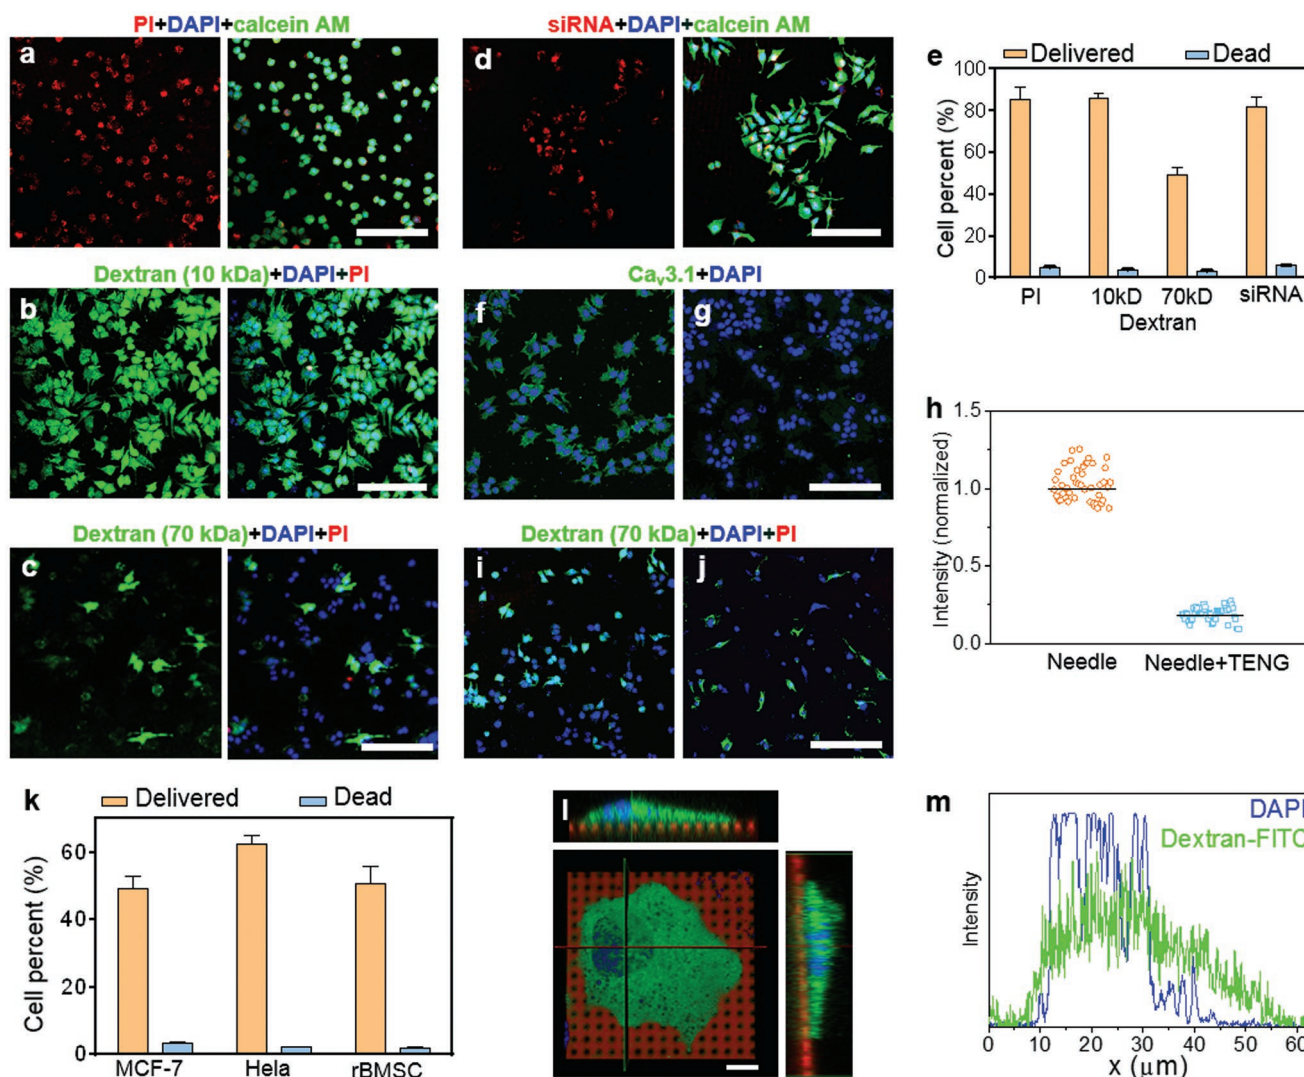 PI+DAPI+calcein AM
a
siRNA+DAPI+calcein AM
d
e
Delivered
Dead
Cell percent (%)
100
80
60
40
20
0
PI
10kD
70kD
siRNA
Dextran
Dextran (10 kDa)+DAPI+PI
b
Cav3.1+DAPI
f
g
h
Intensity (normalized)
1.5
1.0
0.5
0.0
Needle
Needle+TENG
Dextran (70 kDa)+DAPI+PI
c
Dextran (70 kDa)+DAPI+PI
i
j
k
Delivered
Dead
Cell percent (%)
60
40
20
0
MCF-7
Hela
rBMSC
l
m
DAPI
Dextran-FITC
Intensity
0
10
20
30
40
50
60
x (μm)